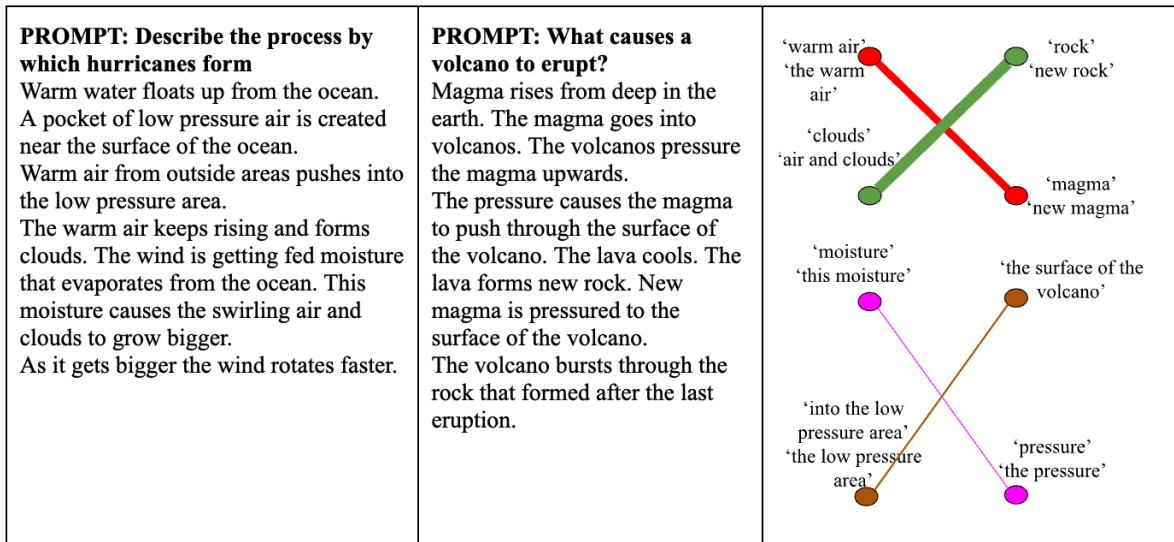 PROMPT: Describe the process by
which hurricanes form
Warm water floats up from the ocean.
A pocket of low pressure air is created
near the surface of the ocean.
Warm air from outside areas pushes into
the low pressure area.
The warm air keeps rising and forms
clouds. The wind is getting fed moisture
that evaporates from the ocean. This
moisture causes the swirling air and
clouds to grow bigger.
As it gets bigger the wind rotates faster.
PROMPT: What causes a
volcano to erupt?
Magma rises from deep in the
earth. The magma goes into
volcanos. The volcanos pressure
the magma upwards.
The pressure causes the magma
to push through the surface of
the volcano. The lava cools. The
lava forms new rock. New
magma is pressured to the
surface of the volcano.
The volcano bursts through the
rock that formed after the last
eruption.
‘warm air’
‘the warm
air’
‘rock’
‘new rock’
‘clouds’
‘air and clouds’
‘magma’
‘new magma’
‘moisture’
‘this moisture’
‘the surface of the
volcano’
‘into the low
pressure area’
‘the low pressure
area’
‘pressure’
‘the pressure’